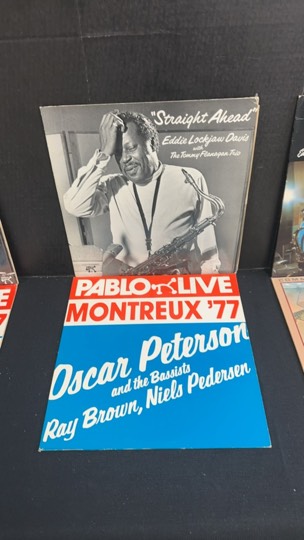 "Straight Ahead"
Eddie Lockjaw Davis
with
The Tommy Flanagan Trio
PABLO LIVE
MONTREUX '77
Oscar Peterson
and the Bassists
Ray Brown, Niels Pedersen